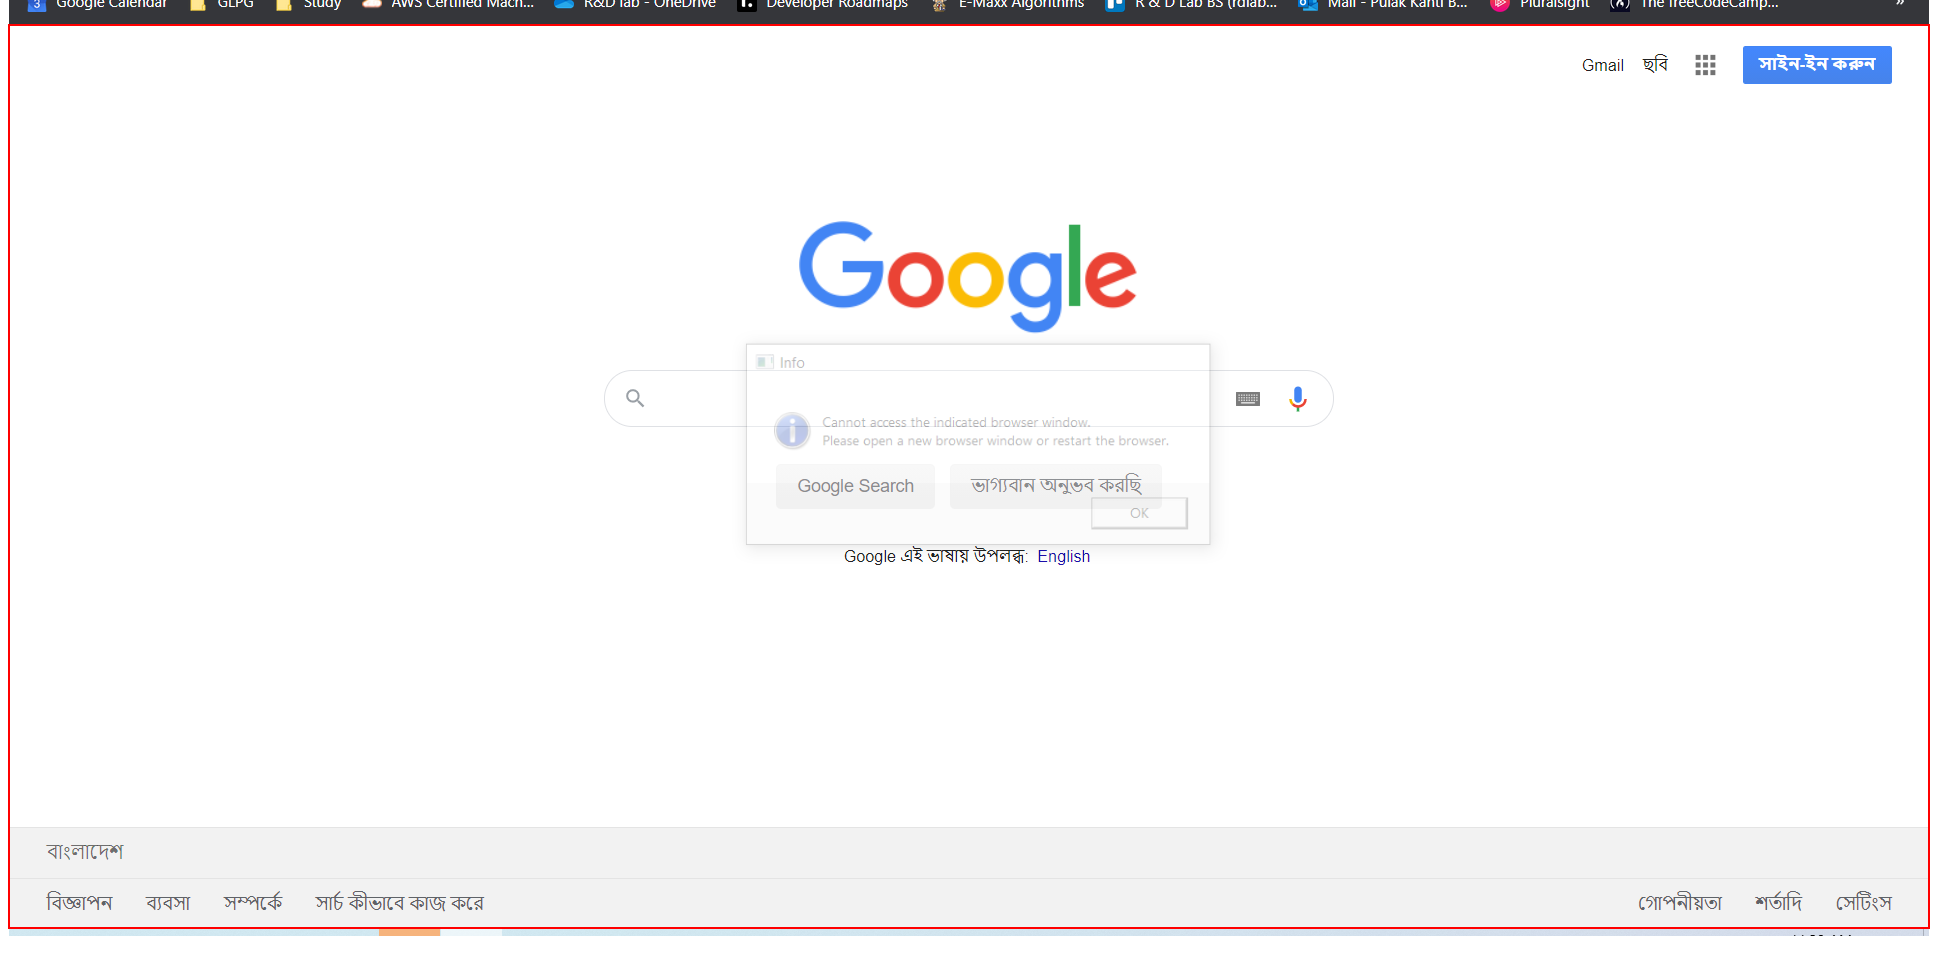 Google Calendar GLPG Study AWS Certified Mach... R&D lab - OneDrive Developer Roadmaps E-Maxx Algorithms R & D Lab BS (rdlab... Mail - Pulak Kanti B... Pluralsight The freeCodeCamp... »
Gmail ছবি সাইন-ইন করুন
Google
Info
Cannot access the indicated browser window.
Please open a new browser window or restart the browser.
Google Search ভাগ্যবান অনুভব করছি
OK
Google এই ভাষায় উপলব্ধ: English
বাংলাদেশ
বিজ্ঞাপন ব্যবসা সম্পর্কে সার্চ কীভাবে কাজ করে গোপনীয়তা শর্তাদি সেটিংস